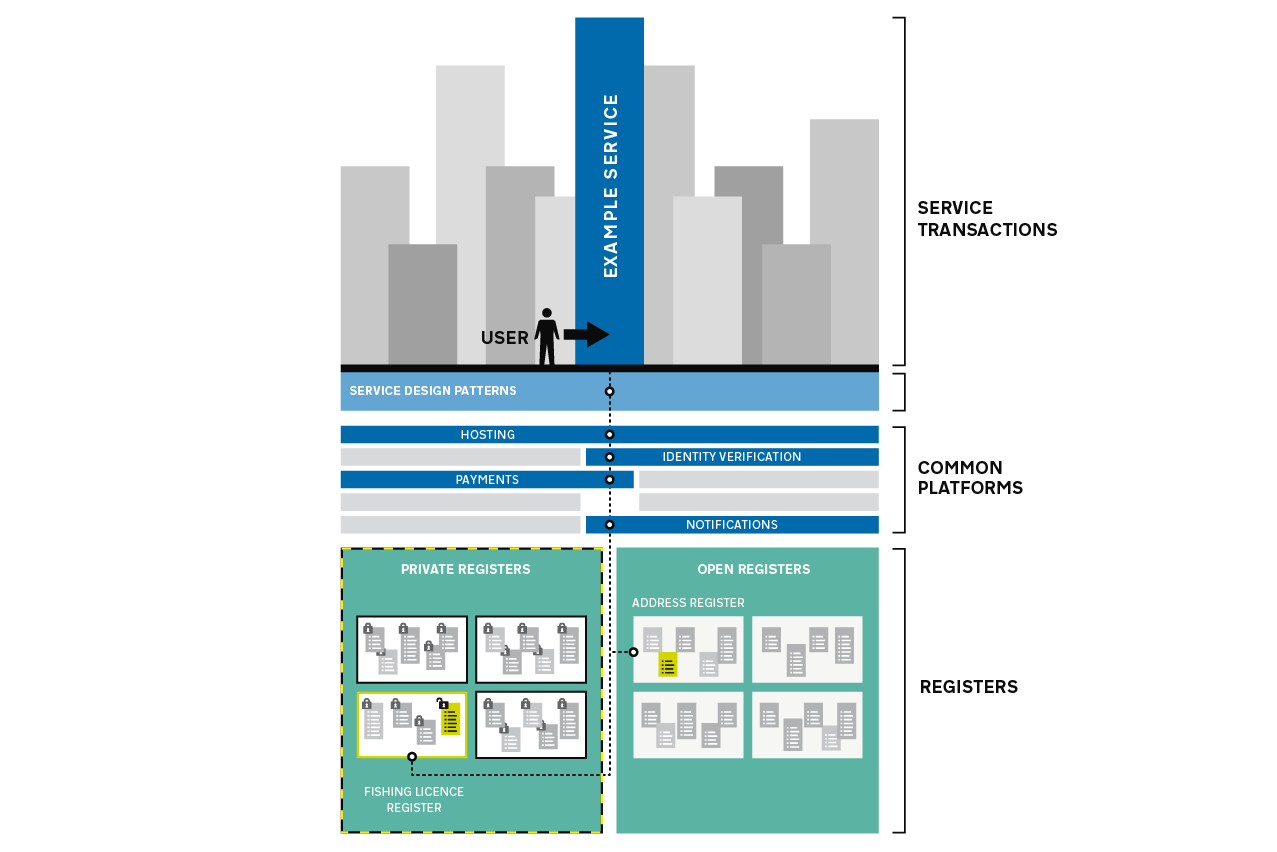 EXAMPLE SERVICE
USER
SERVICE
TRANSACTIONS
SERVICE DESIGN PATTERNS
HOSTING
IDENTITY VERIFICATION
PAYMENTS
NOTIFICATIONS
COMMON
PLATFORMS
PRIVATE REGISTERS
OPEN REGISTERS
ADDRESS REGISTER
REGISTERS
FISHING LICENCE
REGISTER